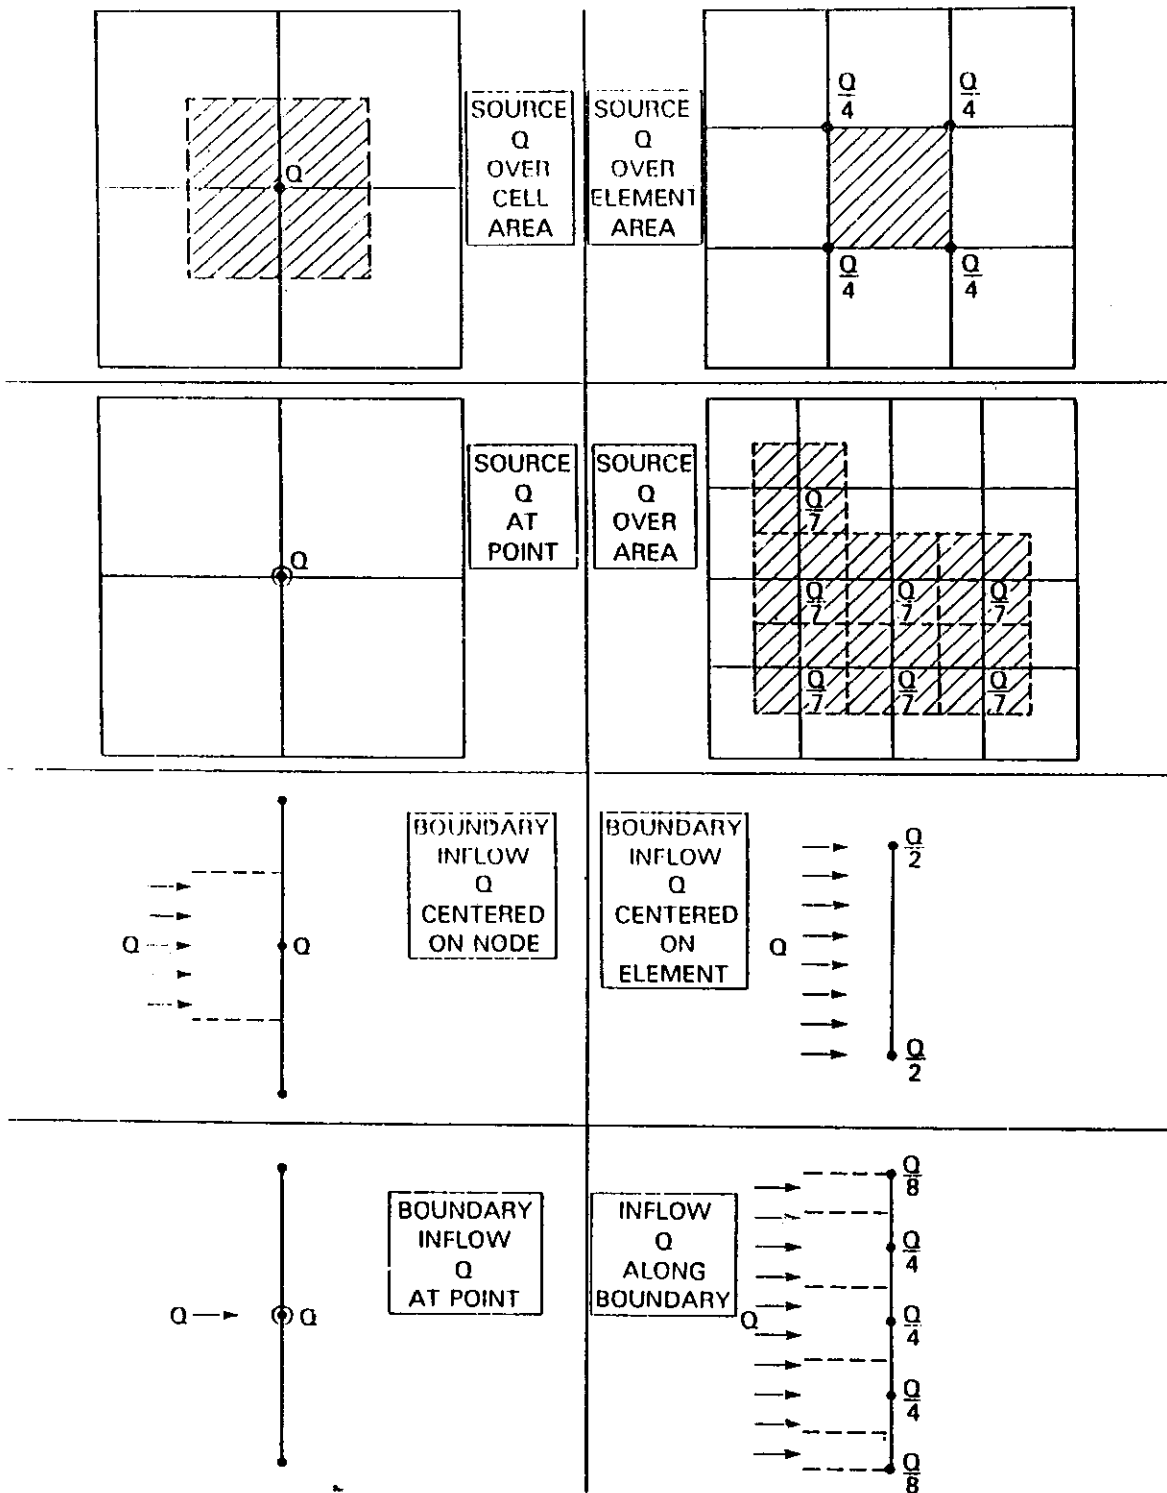 SOURCE
Q
OVER
CELL
AREA
Q
SOURCE
Q
OVER
ELEMENT
AREA
Q/4
Q/4
Q/4
Q/4
SOURCE
Q
AT
POINT
Q
SOURCE
Q
OVER
AREA
Q/7
Q/7
Q/7
Q/7
Q/7
Q/7
Q/7
BOUNDARY
INFLOW
Q
CENTERED
ON NODE
Q
Q
BOUNDARY
INFLOW
Q
CENTERED
ON
ELEMENT
Q
Q/2
Q/2
BOUNDARY
INFLOW
Q
AT POINT
Q
Q
INFLOW
Q
ALONG
BOUNDARY
Q
Q/8
Q/4
Q/4
Q/4
Q/8